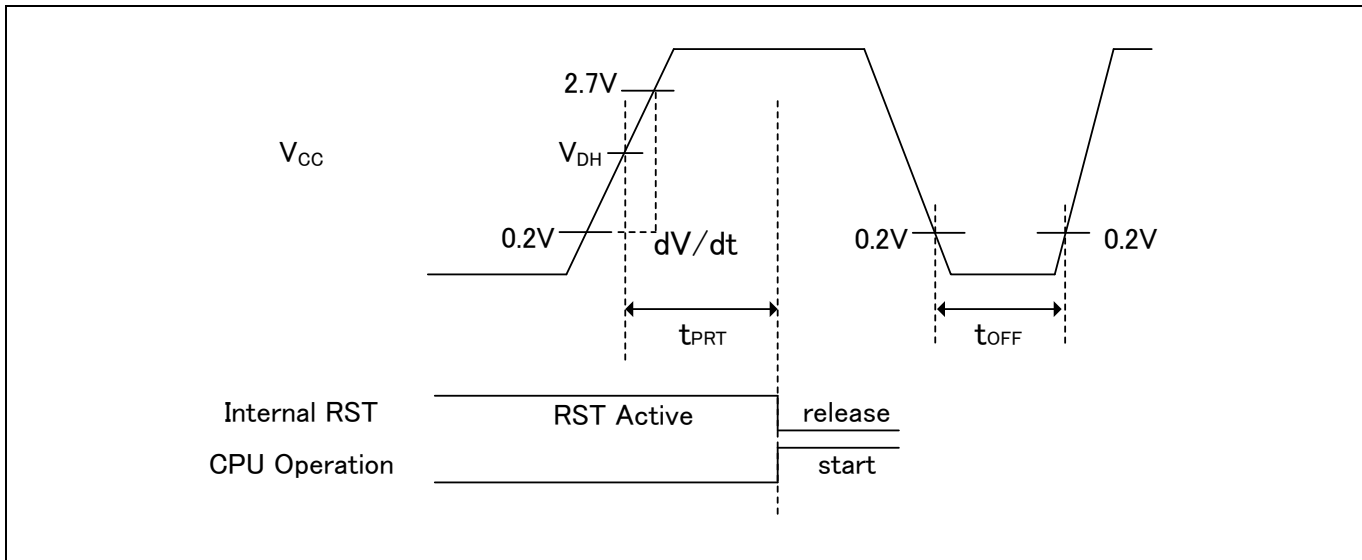 2.7V
VCC
VDH
0.2V
dV/dt
0.2V
0.2V
tPRT
tOFF
Internal RST
RST Active
release
CPU Operation
start